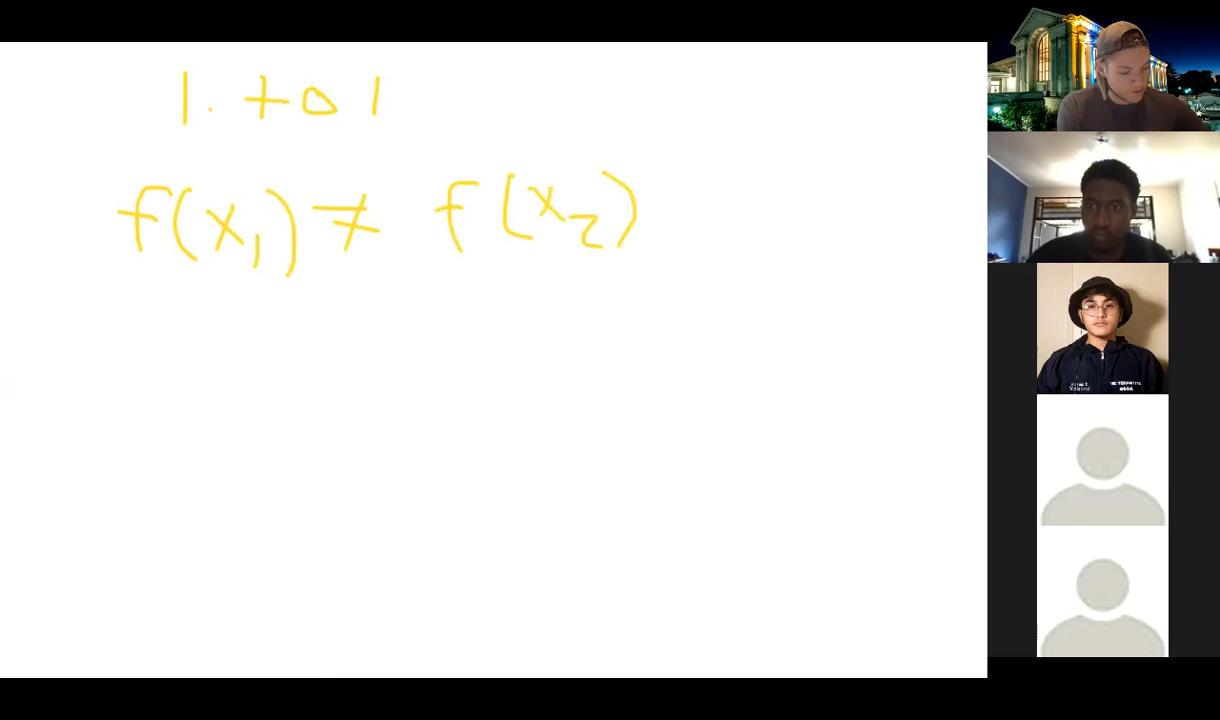 1. to 1
f(x₁) ≠ f(x₂)